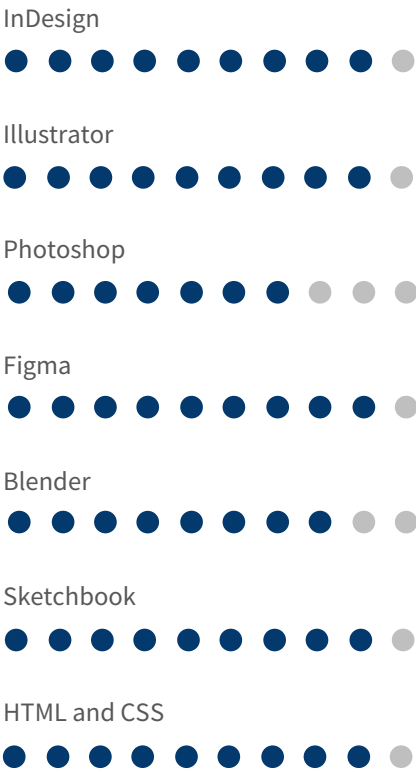 InDesign
Illustrator
Photoshop
Figma
Blender
Sketchbook
HTML and CSS